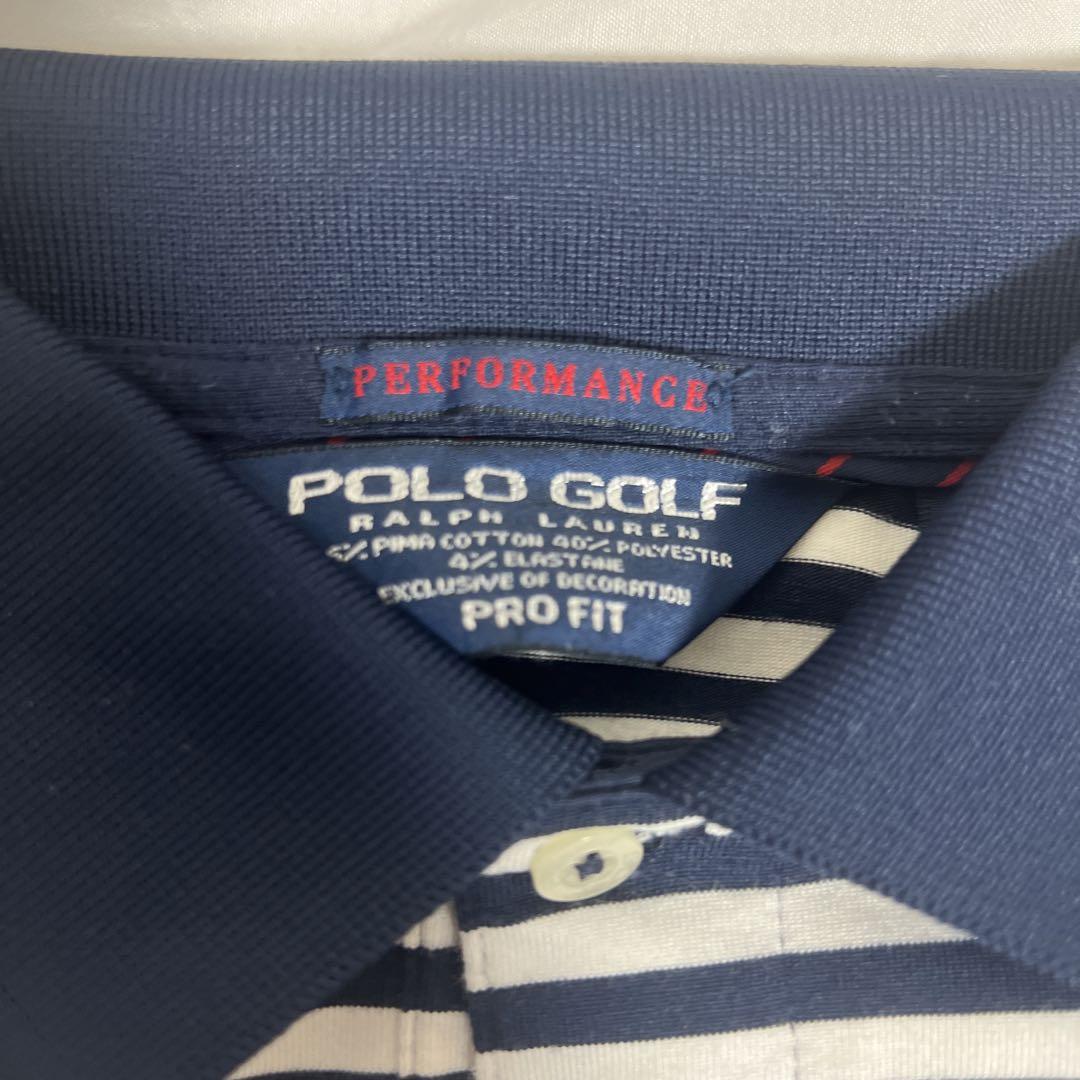 PERFORMANCE
POLO GOLF
RALPH LAUREN
PIMA COTTON 40% POLYESTER
4% ELASTANE
EXCLUSIVE OF DECORATION
PRO FIT